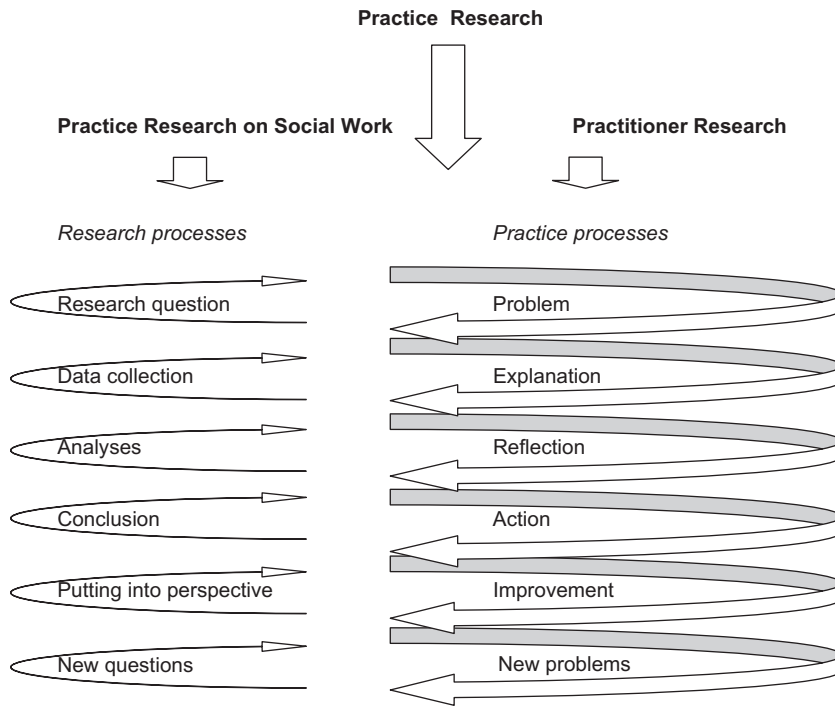 Practice Research
Practice Research on Social Work
Practitioner Research
Research processes
Practice processes
Research question
Problem
Data collection
Explanation
Analyses
Reflection
Conclusion
Action
Putting into perspective
Improvement
New questions
New problems